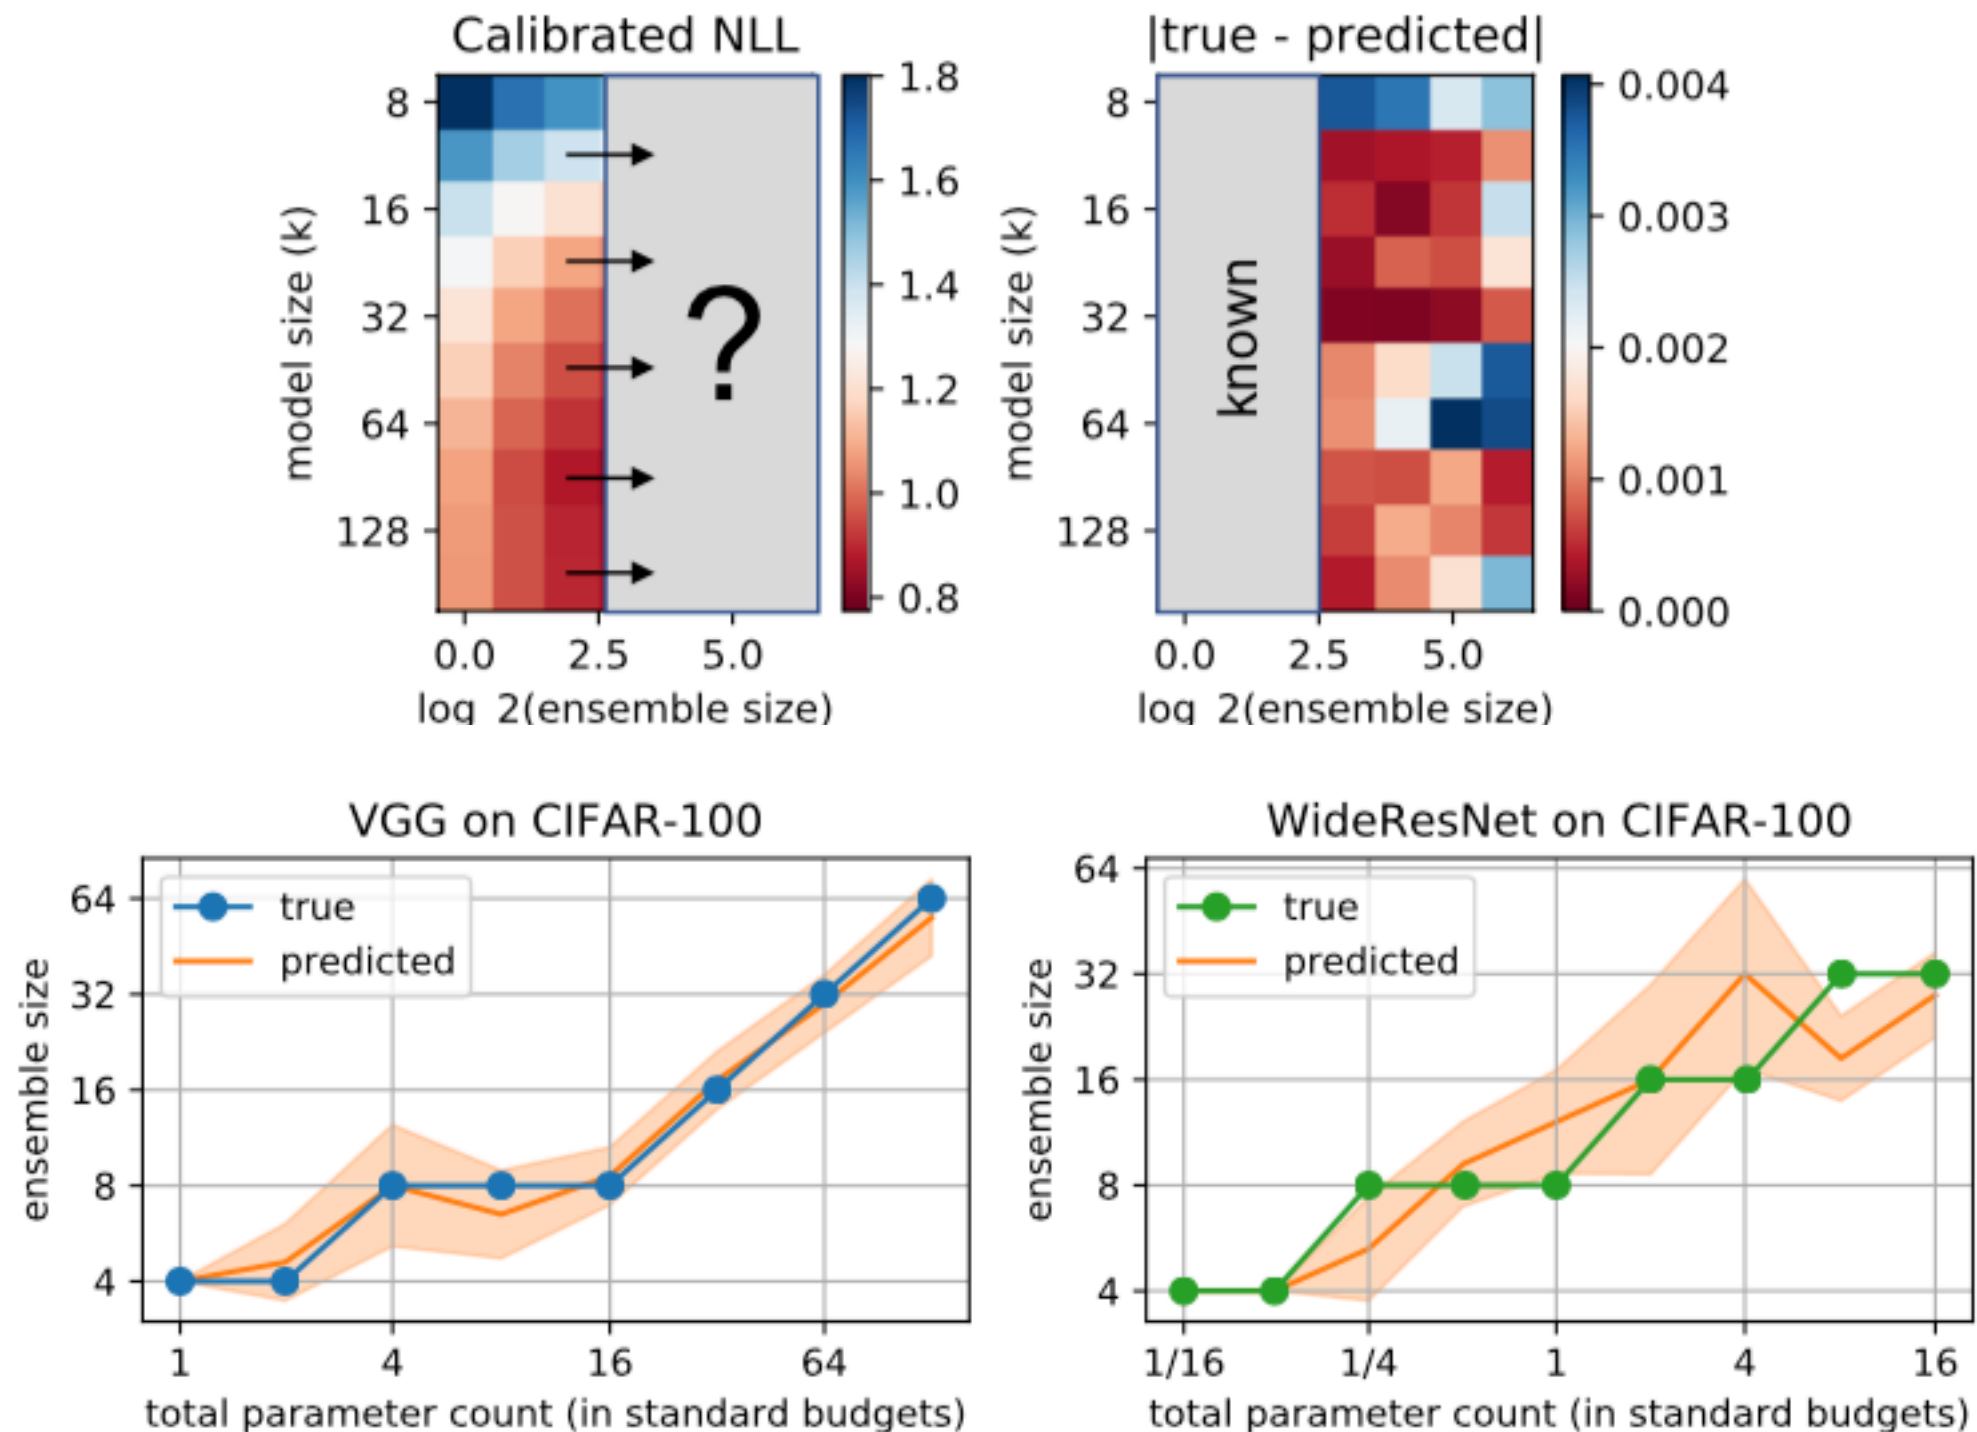 Calibrated NLL
8
16
32
64
128
model size (k)
?
0.0 2.5 5.0
log_2(ensemble size)
1.8
1.6
1.4
1.2
1.0
0.8
|true - predicted|
8
16
32
64
128
model size (k)
known
0.0 2.5 5.0
log_2(ensemble size)
0.004
0.003
0.002
0.001
0.000
VGG on CIFAR-100
true
predicted
64
32
16
8
4
ensemble size
1 4 16 64
total parameter count (in standard budgets)
WideResNet on CIFAR-100
true
predicted
64
32
16
8
4
ensemble size
1/16 1/4 1 4 16
total parameter count (in standard budgets)